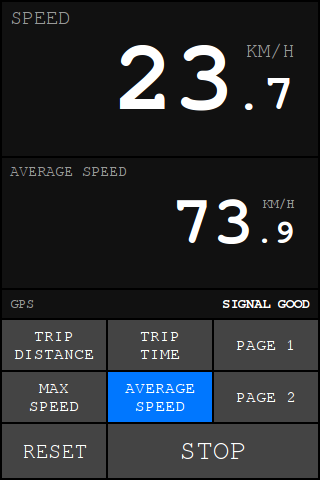 SPEED
KM/H
23.7
AVERAGE SPEED
KM/H
73.9
GPS SIGNAL GOOD
TRIP
DISTANCE
TRIP
TIME
PAGE 1
MAX
SPEED
AVERAGE
SPEED
PAGE 2
RESET
STOP